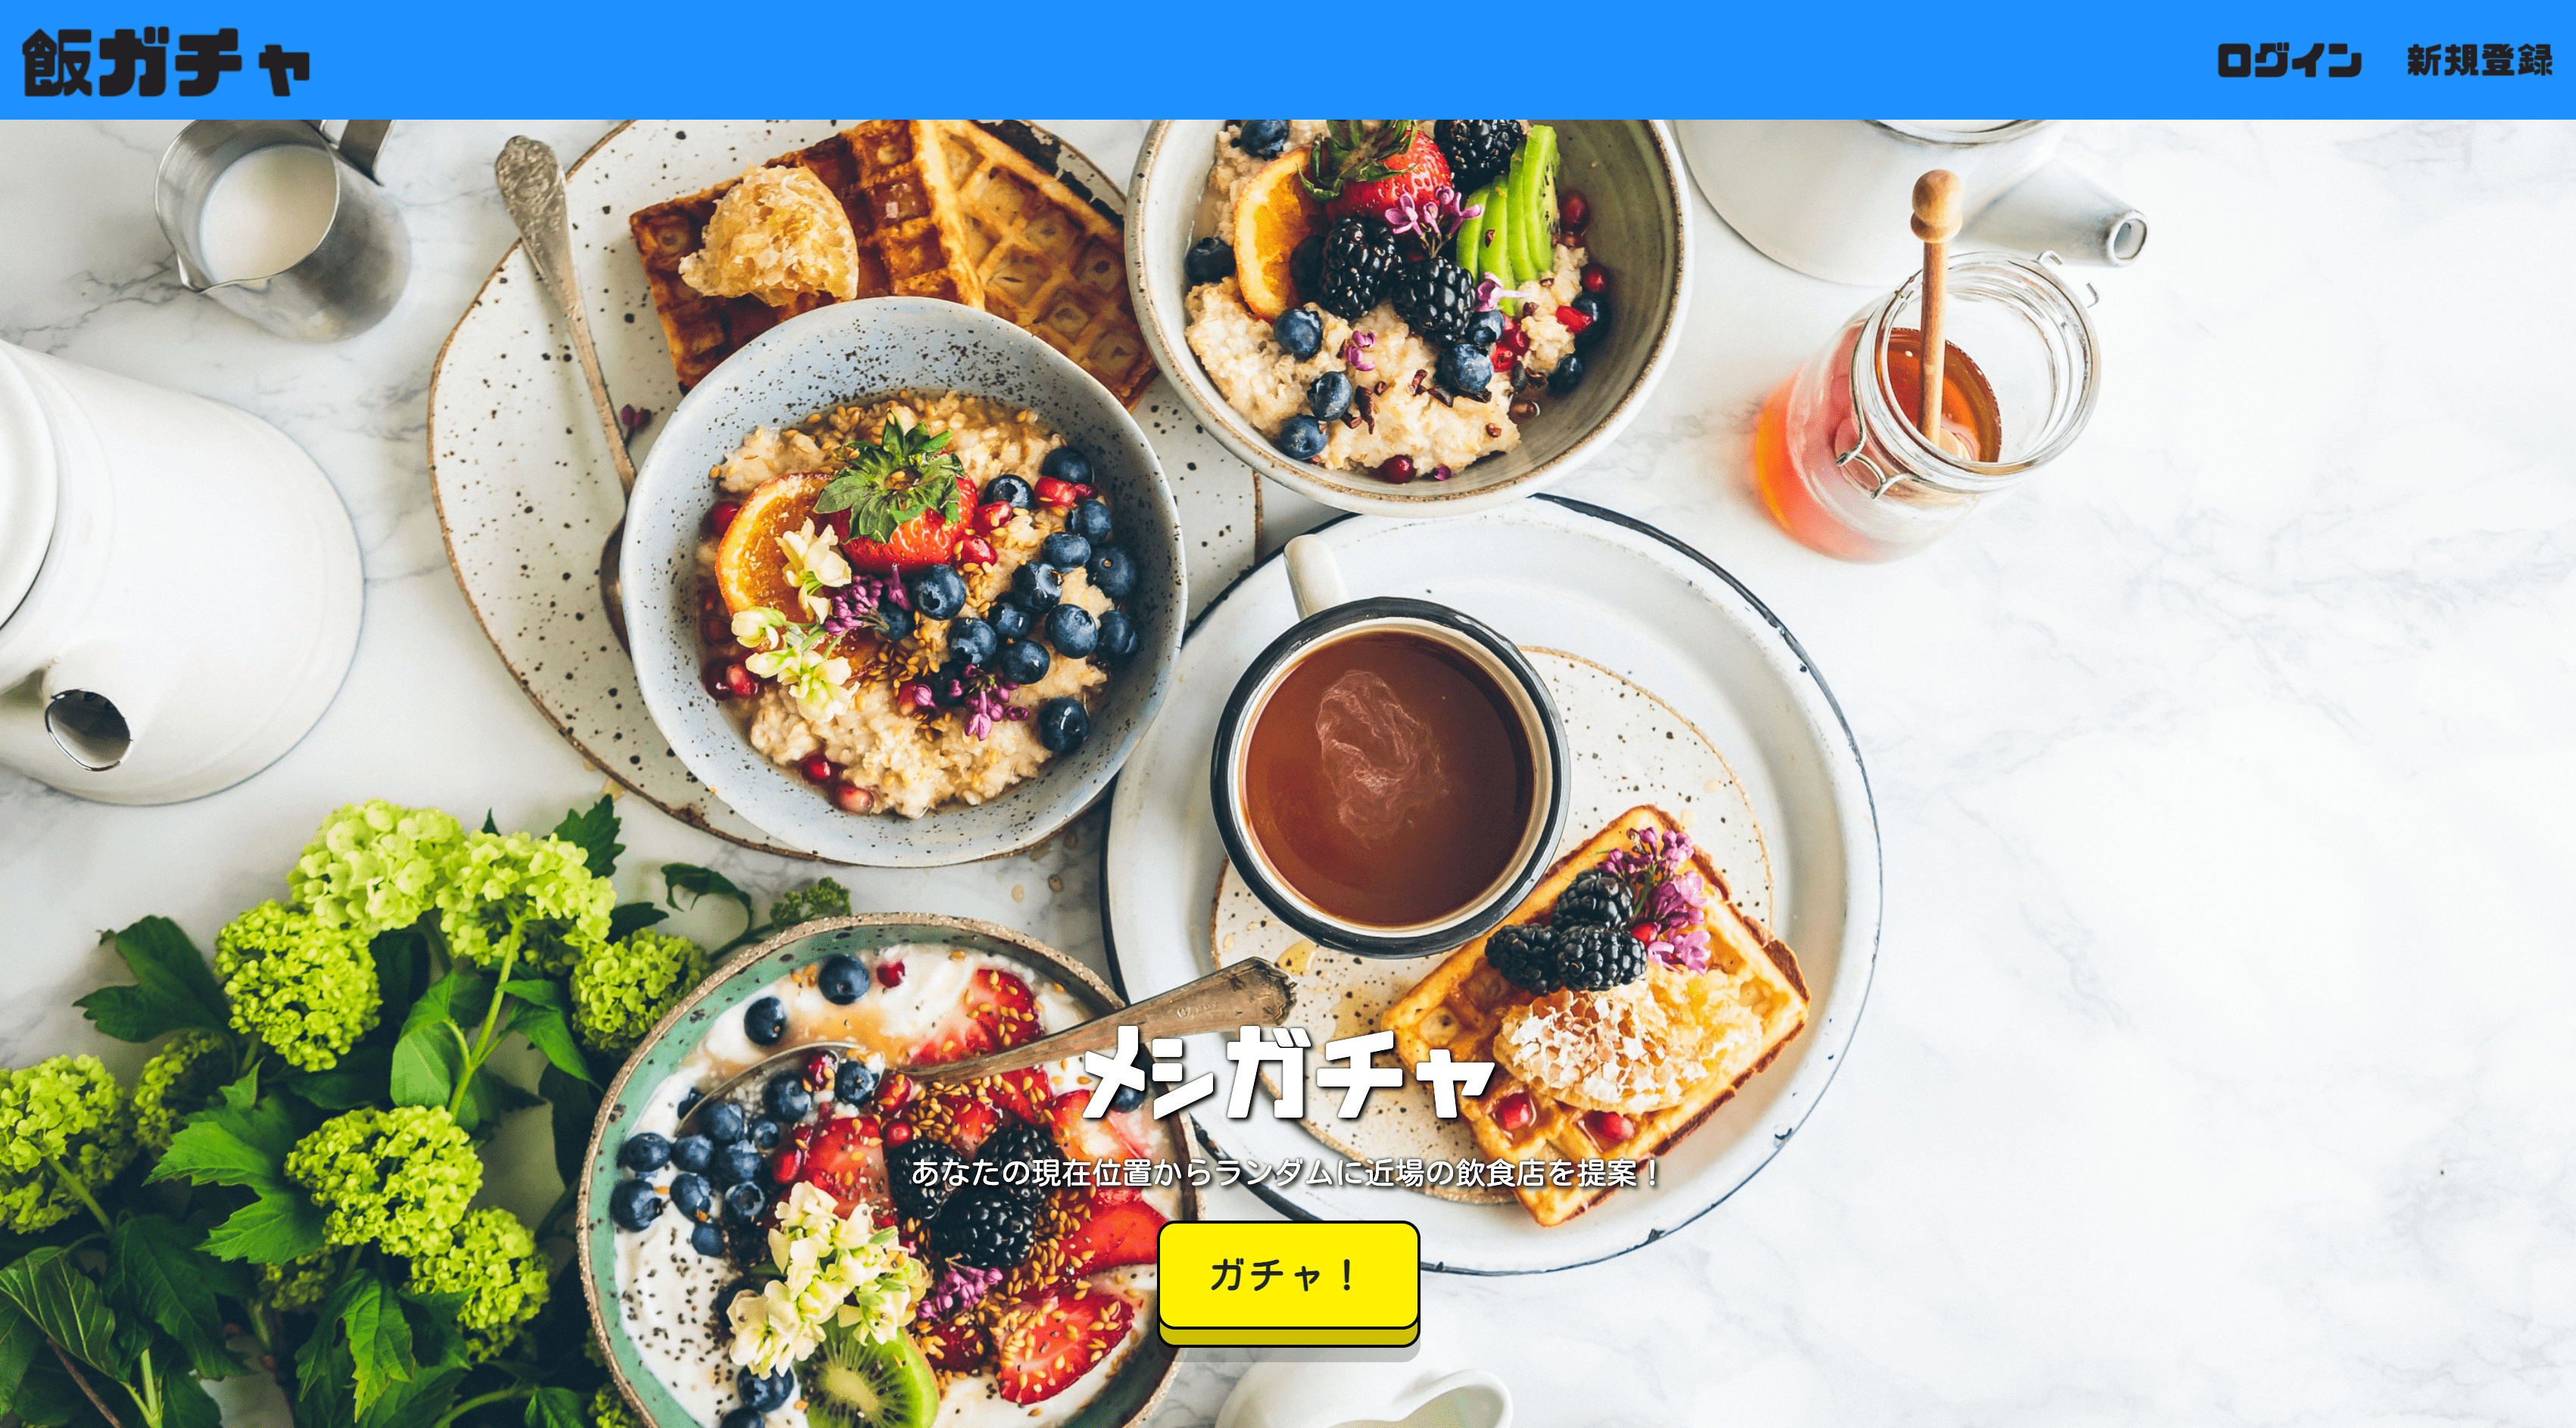 飯ガチャ
ログイン 新規登録
メシガチャ
あなたの現在位置からランダムに近場の飲食店を提案！
ガチャ！